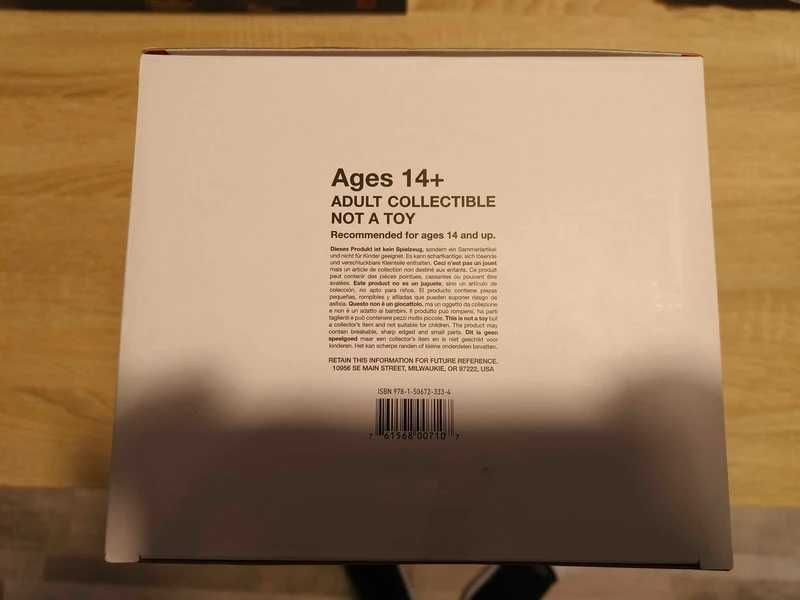 Ages 14+
ADULT COLLECTIBLE
NOT A TOY
Recommended for ages 14 and up.
Dieses Produkt ist kein Spielzeug, sondern ein Sammlerartikel
und nicht für Kinder geeignet. Es kann scharfkantige, sich lösende
und verschluckbare Kleinteile enthalten. Ceci n'est pas un jouet
mais un article de collection non destiné aux enfants. Ce produit
peut contenir des pièces pointues, cassantes ou pouvant être
avalées. Este producto no es un juguete, sino un artículo de
colección, no apto para niños. El producto contiene piezas
pequeñas, rompibles y afiladas que pueden suponer riesgo de
asfixia. Questo non è un giocattolo, ma un oggetto da collezione
e non è un adatto ai bambini. Il prodotto può rompersi, ha parti
taglienti e può contenere pezzi molto piccole. This is not a toy but
a collector's item and not suitable for children. The product may
contain breakable, sharp edged and small parts. Dit is geen
speelgoed maar een collector's item en is niet geschikt voor
kinderen. Het kan scherpe randen of kleine onderdelen bevatten.
RETAIN THIS INFORMATION FOR FUTURE REFERENCE.
10956 SE MAIN STREET, MILWAUKIE, OR 97222, USA
ISBN 978-1-50672-333-4
7 61568 00710 7